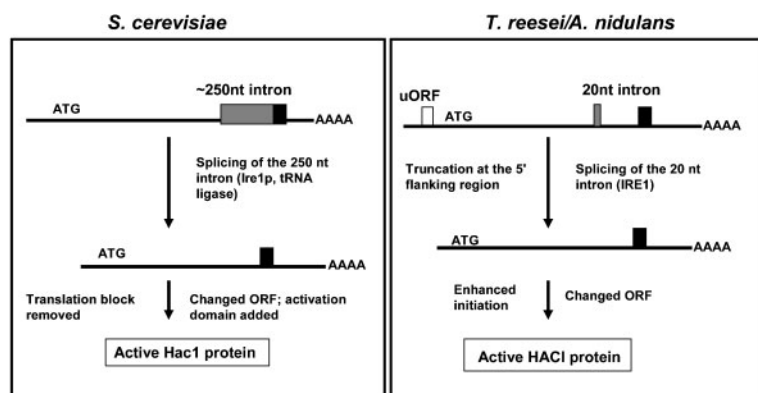 S. cerevisiae
~250nt intron
ATG
AAAA
Splicing of the 250 nt
intron (Ire1p, tRNA
ligase)
ATG
AAAA
Translation block
removed
Changed ORF; activation
domain added
Active Hac1 protein
T. reesei/A. nidulans
uORF
20nt intron
ATG
AAAA
Truncation at the 5'
flanking region
Splicing of the 20 nt
intron (IRE1)
ATG
AAAA
Enhanced
initiation
Changed ORF
Active HACI protein